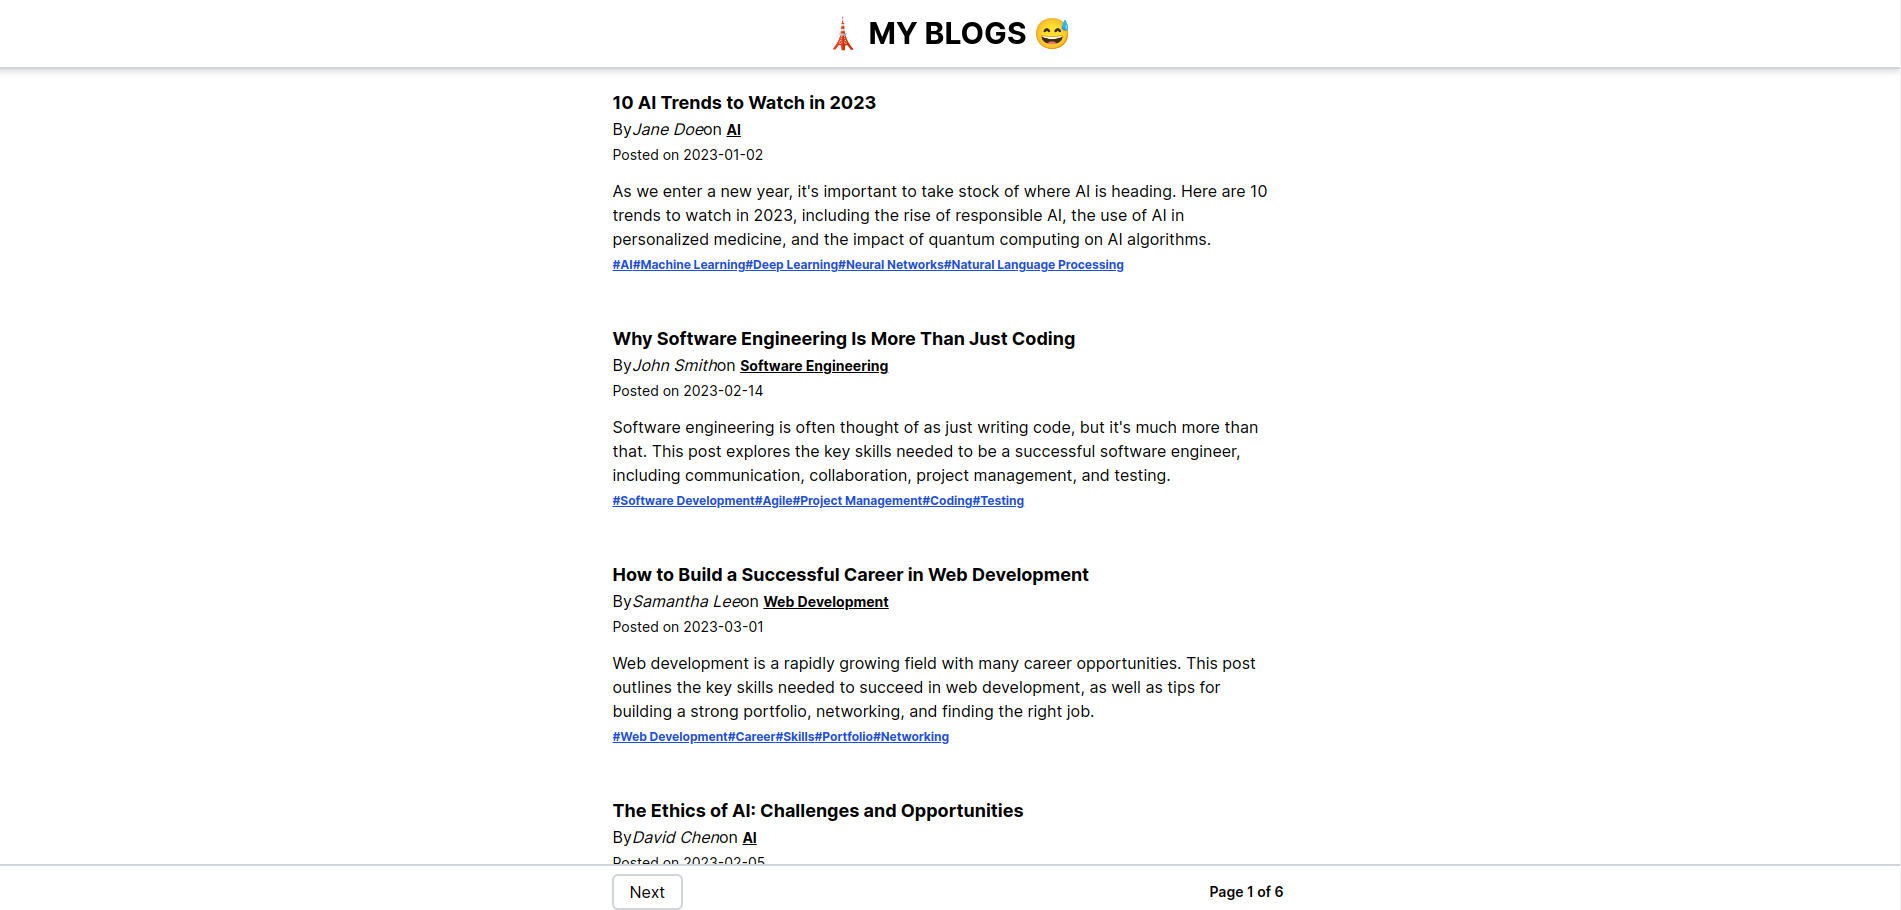 🗼 MY BLOGS 😅
10 AI Trends to Watch in 2023
ByJane Doeon AI
Posted on 2023-01-02
As we enter a new year, it's important to take stock of where AI is heading. Here are 10
trends to watch in 2023, including the rise of responsible AI, the use of AI in
personalized medicine, and the impact of quantum computing on AI algorithms.
#AI#Machine Learning#Deep Learning#Neural Networks#Natural Language Processing
Why Software Engineering Is More Than Just Coding
ByJohn Smithon Software Engineering
Posted on 2023-02-14
Software engineering is often thought of as just writing code, but it's much more than
that. This post explores the key skills needed to be a successful software engineer,
including communication, collaboration, project management, and testing.
#Software Development#Agile#Project Management#Coding#Testing
How to Build a Successful Career in Web Development
BySamantha Leeon Web Development
Posted on 2023-03-01
Web development is a rapidly growing field with many career opportunities. This post
outlines the key skills needed to succeed in web development, as well as tips for
building a strong portfolio, networking, and finding the right job.
#Web Development#Career#Skills#Portfolio#Networking
The Ethics of AI: Challenges and Opportunities
ByDavid Chenon AI
Posted on 2023-02-05
Next
Page 1 of 6